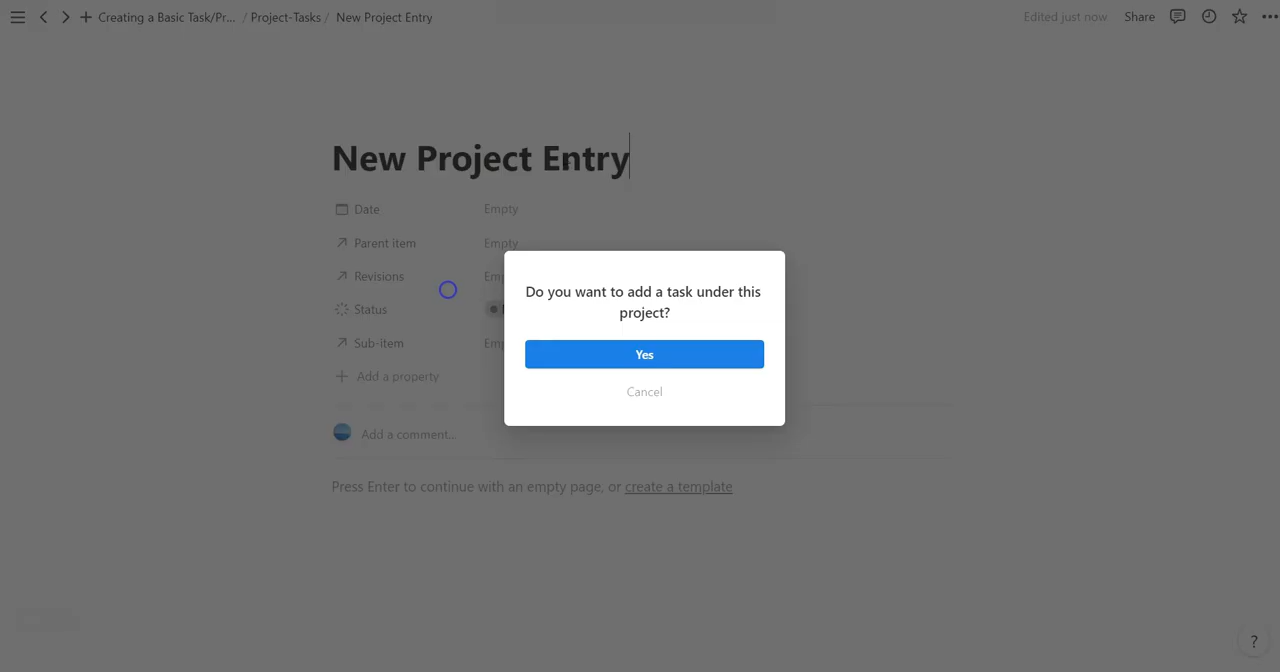 Creating a Basic Task/Pr... / Project-Tasks / New Project Entry
Edited just now Share
New Project Entry
Date Empty
Parent item Empty
Revisions
Status
Sub-item
Add a property
Do you want to add a task under this
project?
Yes
Cancel
Add a comment...
Press Enter to continue with an empty page, or create a template
?